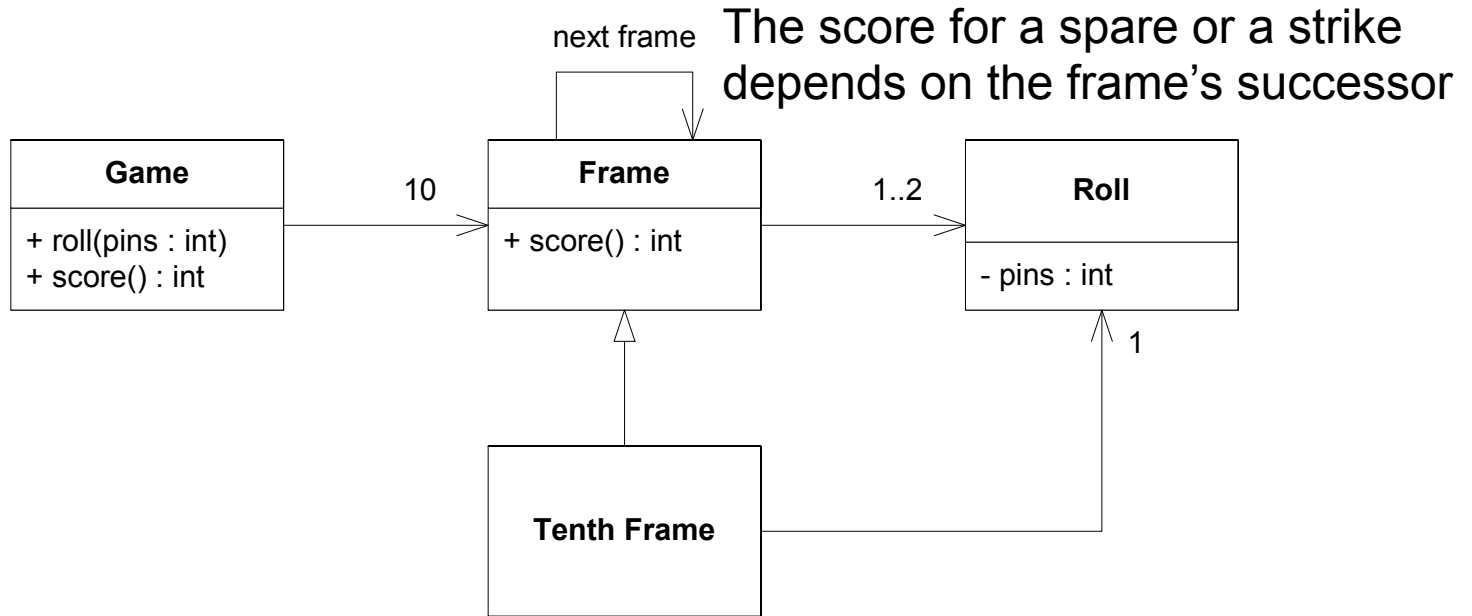 next frame
The score for a spare or a strike
depends on the frame’s successor
Game
+ roll(pins : int)
+ score() : int
10
Frame
+ score() : int
1..2
Roll
- pins : int
1
Tenth Frame